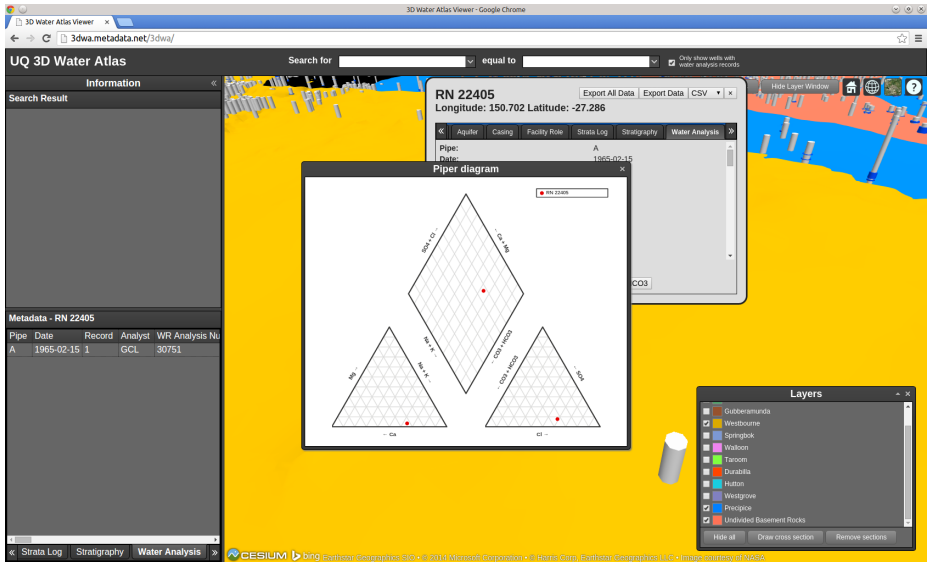 3D Water Atlas Viewer - Google Chrome
3D Water Atlas Viewer ×
3dwa.metadata.net/3dwa/
UQ 3D Water Atlas
Search for
equal to
Only show wells with
water analysis records
Information «
Search Result
Hide Layer Window
?
RN 22405
Export All Data Export Data CSV ×
Longitude: 150.702 Latitude: -27.286
« Aquifer Casing Facility Role Strata Log Stratigraphy Water Analysis »
Pipe: A
Date: 1965-02-15
Piper diagram ×
RN 22405
SO4 + Cl →
← Ca + Mg
Na + K →
← CO3 + HCO3
Mg →
Na + K →
← CO3 + HCO3
← SO4
← Ca
Cl →
CO3
Metadata - RN 22405
Pipe Date Record Analyst WR Analysis Nu
A 1965-02-15 1 GCL 30751
Layers
Gubberamunda
Westbourne
Springbok
Walloon
Taroom
Durabilla
Hutton
Westgrove
Precipice
Undivided Basement Rocks
Hide all Draw cross section Remove sections
« Strata Log Stratigraphy Water Analysis »
CESIUM bing